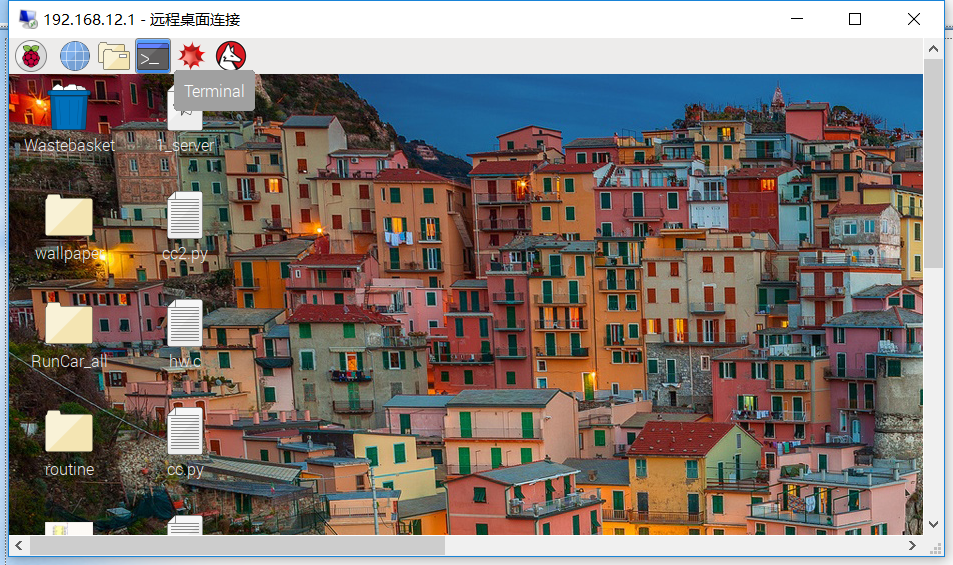 192.168.12.1 - 远程桌面连接
>_
Terminal
Wastebasket
T_server
wallpaper
cc2.py
RunCar_all
hw.c
routine
cc.py